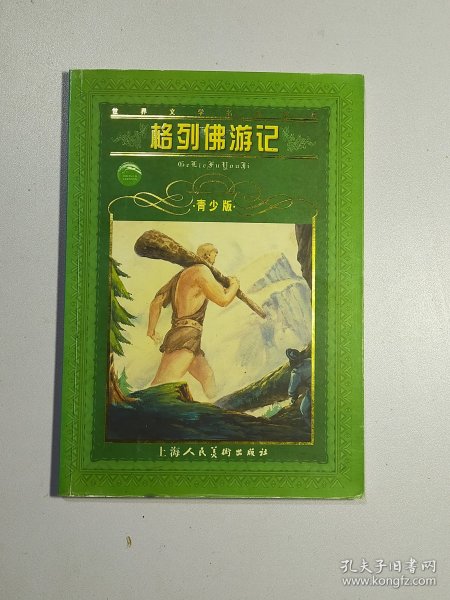 世界文学
格列佛游记
GeLieFuYouJi
·青少版·
上海人民美術出版社
孔夫子旧书网
www.kongfz.com